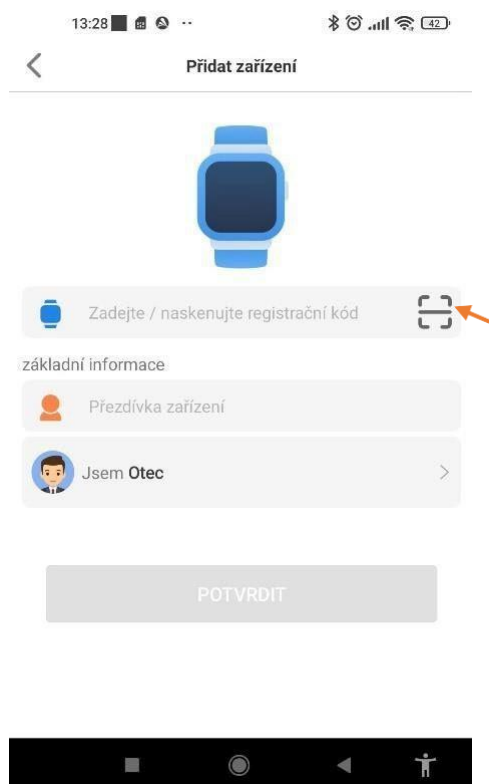 13:28 42
Přidat zařízení
Zadejte / naskenujte registrační kód
základní informace
Přezdívka zařízení
Jsem Otec
POTVRDIT